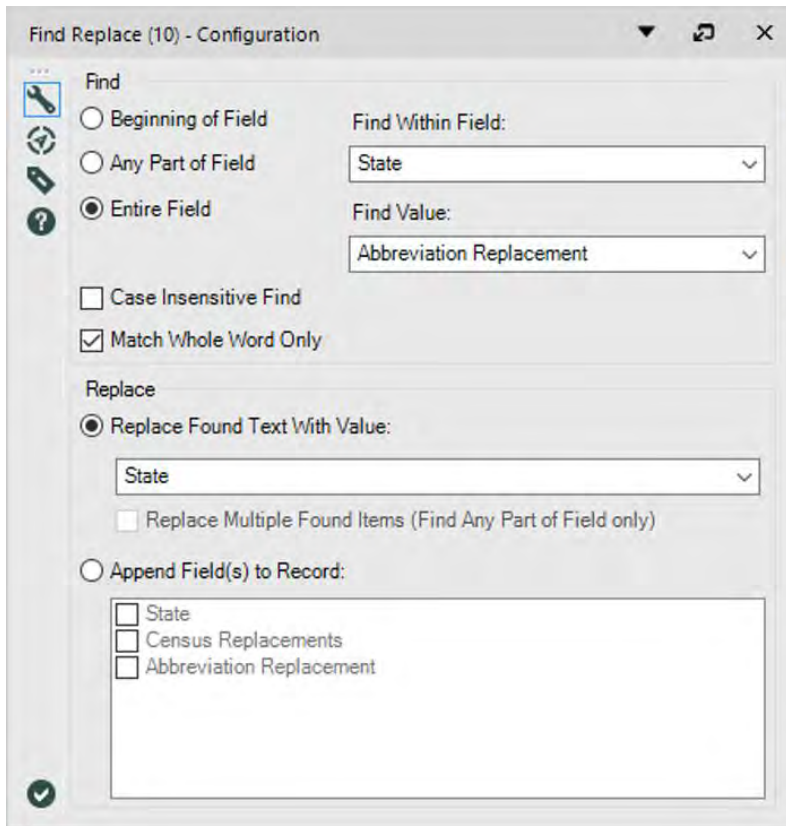 Find Replace (10) - Configuration
Find
Beginning of Field
Find Within Field:
Any Part of Field
State
Entire Field
Find Value:
Abbreviation Replacement
Case Insensitive Find
Match Whole Word Only
Replace
Replace Found Text With Value:
State
Replace Multiple Found Items (Find Any Part of Field only)
Append Field(s) to Record:
State
Census Replacements
Abbreviation Replacement